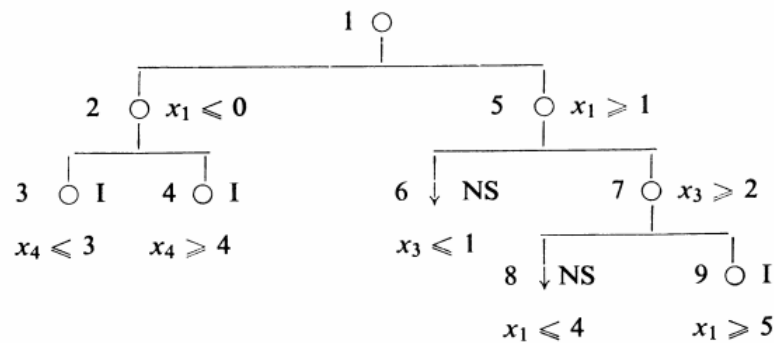 1
2 x₁ ⩽ 0 5 x₁ ⩾ 1
3 I 4 I 6 NS 7 x₃ ⩾ 2
x₄ ⩽ 3 x₄ ⩾ 4 x₃ ⩽ 1
8 NS 9 I
x₁ ⩽ 4 x₁ ⩾ 5